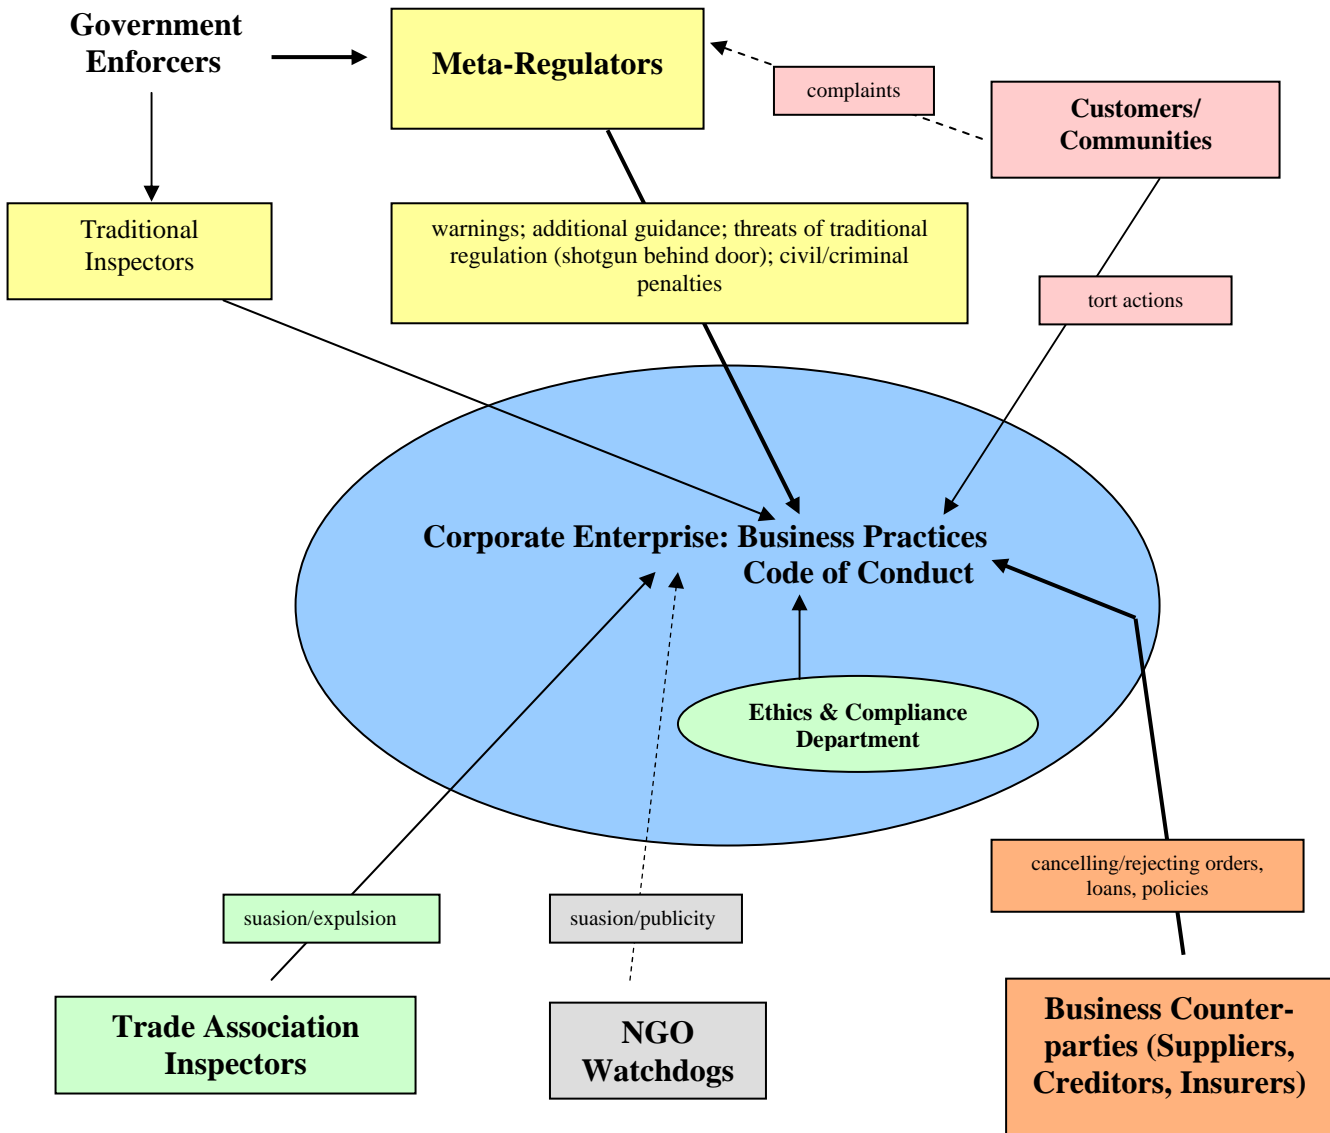 Government
Enforcers
Meta-Regulators
complaints
Customers/
Communities
Traditional
Inspectors
warnings; additional guidance; threats of traditional
regulation (shotgun behind door); civil/criminal
penalties
tort actions
Corporate Enterprise: Business Practices
Code of Conduct
Ethics & Compliance
Department
cancelling/rejecting orders,
loans, policies
suasion/expulsion
suasion/publicity
Trade Association
Inspectors
NGO
Watchdogs
Business Counter-
parties (Suppliers,
Creditors, Insurers)